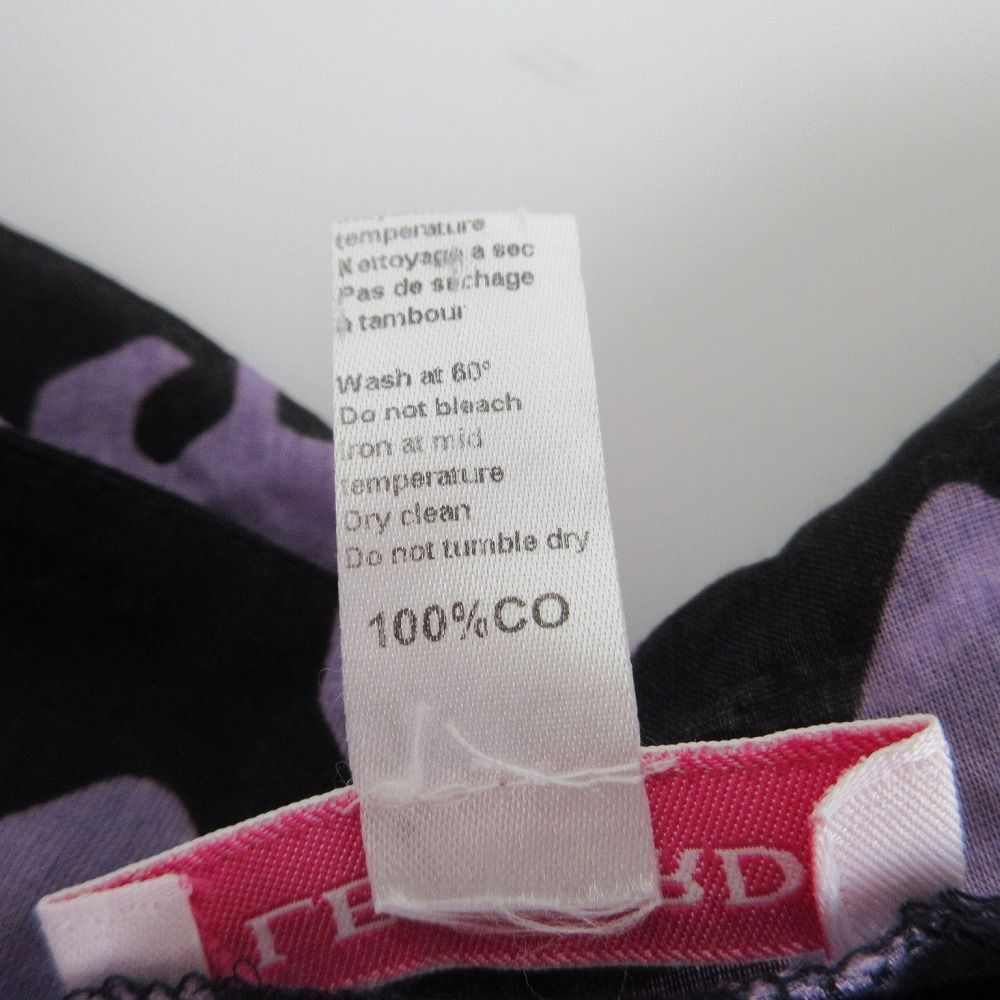 temperature
Nettoyage a sec
Pas de sechage
a tambour
Wash at 60°
Do not bleach
Iron at mid
temperature
Dry clean
Do not tumble dry
100%CO